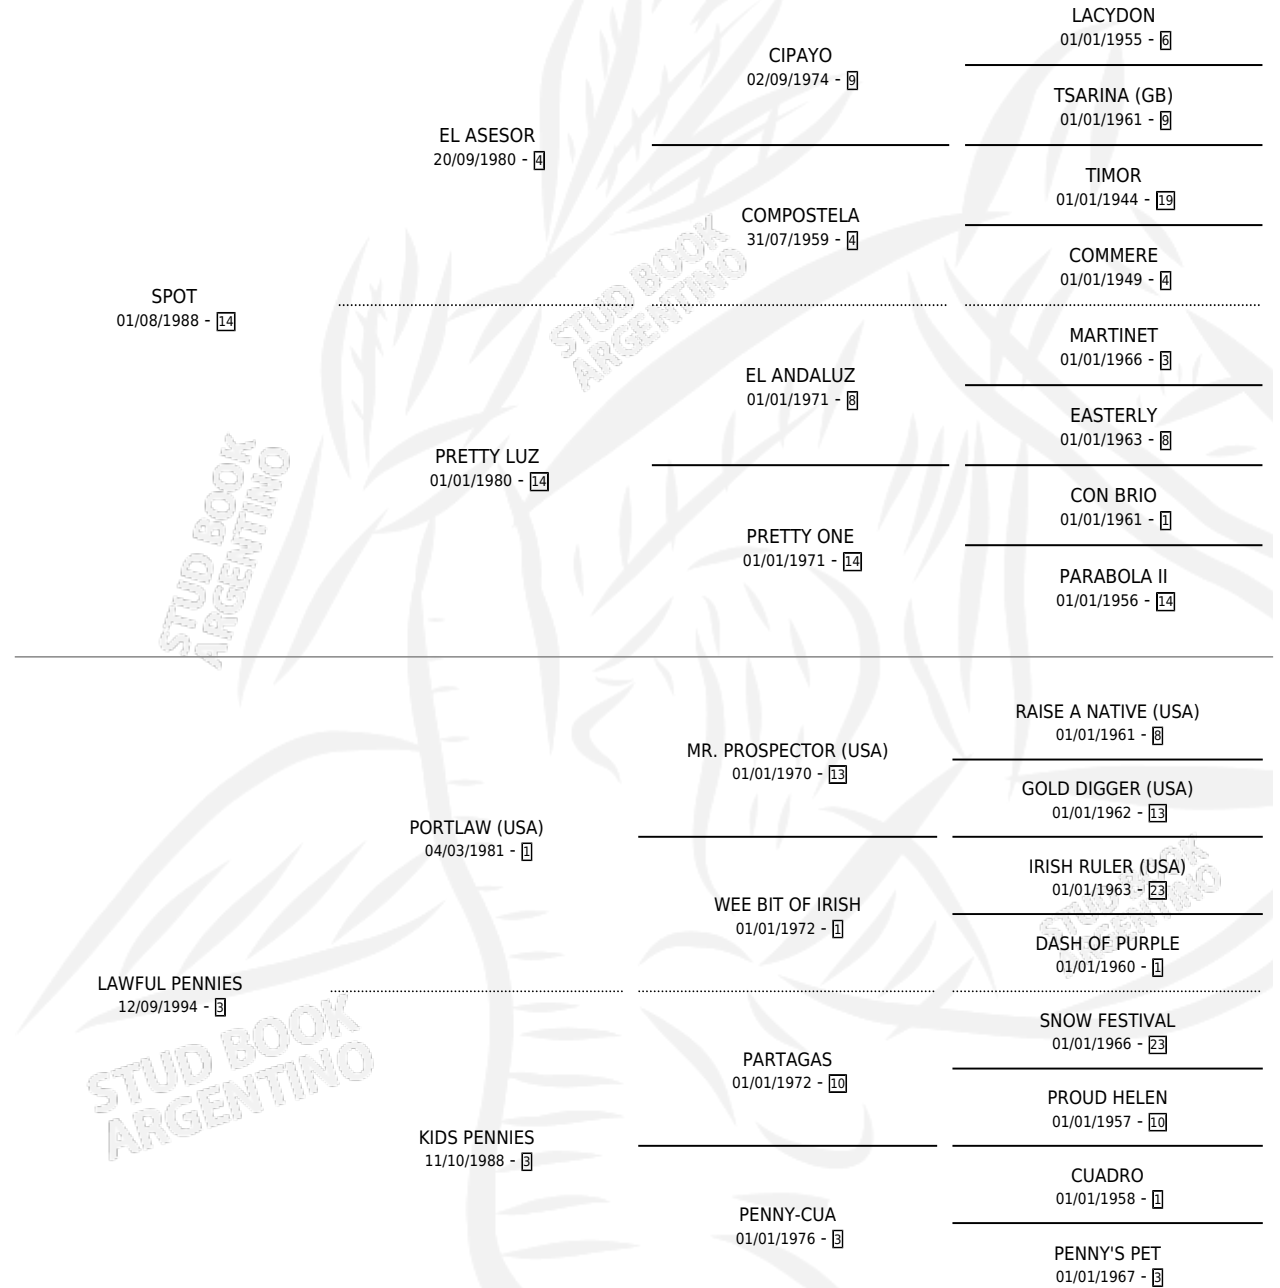 LACYDON
01/01/1955 - 6
CIPAYO
02/09/1974 - 9
TSARINA (GB)
01/01/1961 - 9
EL ASESOR
20/09/1980 - 4
TIMOR
01/01/1944 - 19
COMPOSTELA
31/07/1959 - 4
COMMERE
01/01/1949 - 4
SPOT
01/08/1988 - 14
STUD BOOK
ARGENTINO
MARTINET
01/01/1966 - 3
EL ANDALUZ
01/01/1971 - 8
EASTERLY
01/01/1963 - 8
PRETTY LUZ
01/01/1980 - 14
CON BRIO
01/01/1961 - 1
PRETTY ONE
01/01/1971 - 14
PARABOLA II
01/01/1956 - 14
STUD BOOK
ARGENTINO
RAISE A NATIVE (USA)
01/01/1961 - 8
MR. PROSPECTOR (USA)
01/01/1970 - 13
GOLD DIGGER (USA)
01/01/1962 - 13
PORTLAW (USA)
04/03/1981 - 1
IRISH RULER (USA)
01/01/1963 - 23
WEE BIT OF IRISH
01/01/1972 - 1
STUD BOOK
ARGENTINO
DASH OF PURPLE
01/01/1960 - 1
LAWFUL PENNIES
12/09/1994 - 3
SNOW FESTIVAL
01/01/1966 - 23
STUD BOOK
ARGENTINO
PARTAGAS
01/01/1972 - 10
PROUD HELEN
01/01/1957 - 10
KIDS PENNIES
11/10/1988 - 3
CUADRO
01/01/1958 - 1
PENNY-CUA
01/01/1976 - 3
PENNY'S PET
01/01/1967 - 3